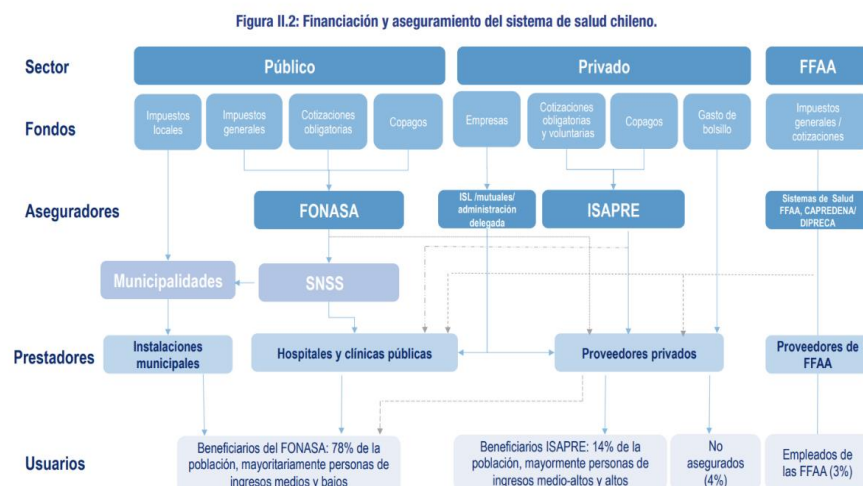 Figura II.2: Financiación y aseguramiento del sistema de salud chileno.
Sector
Público
Privado
FFAA
Fondos
Impuestos
locales
Impuestos
generales
Cotizaciones
obligatorias
Copagos
Empresas
Cotizaciones
obligatorias
y voluntarias
Copagos
Gasto de
bolsillo
Impuestos
generales /
cotizaciones
Aseguradores
FONASA
ISL /mutuales/
administración
delegada
ISAPRE
Sistemas de Salud
FFAA, CAPREDENA/
DIPRECA
Municipalidades
SNSS
Prestadores
Instalaciones
municipales
Hospitales y clínicas públicas
Proveedores privados
Proveedores de
FFAA
Usuarios
Beneficiarios del FONASA: 78% de la
población, mayoritariamente personas de
ingresos medios y bajos
Beneficiarios ISAPRE: 14% de la
población, mayormente personas de
ingresos medio-altos y altos
No
asegurados
(4%)
Empleados de
las FFAA (3%)